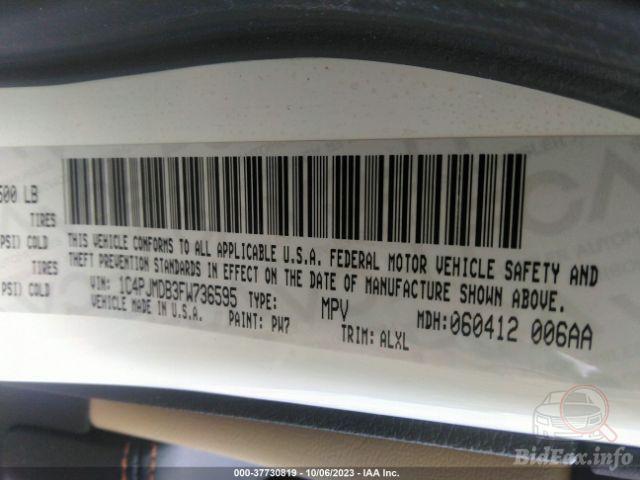 500 LB
TIRES
PSI) COLD
TIRES
PSI) COLD
THIS VEHICLE CONFORMS TO ALL APPLICABLE U.S.A. FEDERAL MOTOR VEHICLE SAFETY AND
THEFT PREVENTION STANDARDS IN EFFECT ON THE DATE OF MANUFACTURE SHOWN ABOVE.
VIN: 1C4PJMDB3FW736595 TYPE: MPV MDH:060412 006AA
VEHICLE MADE IN U.S.A. PAINT: PW7 TRIM: ALXL
BidFax.info
000-37730819 - 10/06/2023 - IAA Inc.